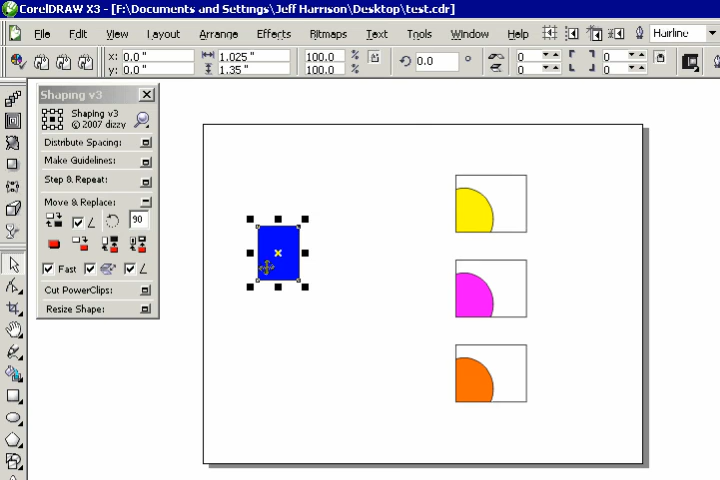 CorelDRAW X3 - [F:\Documents and Settings\Jeff Harrison\Desktop\test.cdr]
File Edit View Layout Arrange Effects Bitmaps Text Tools Window Help Hairline
x: 0.0 " 1.025 " 100.0 % 0.0 ° 0 0
y: 0.0 " 1.35 " 100.0 % 0 0
Shaping v3
Shaping v3
© 2007 dizzy
Distribute Spacing:
Make Guidelines:
Step & Repeat:
Move & Replace:
90
Fast
Cut PowerClips:
Resize Shape: